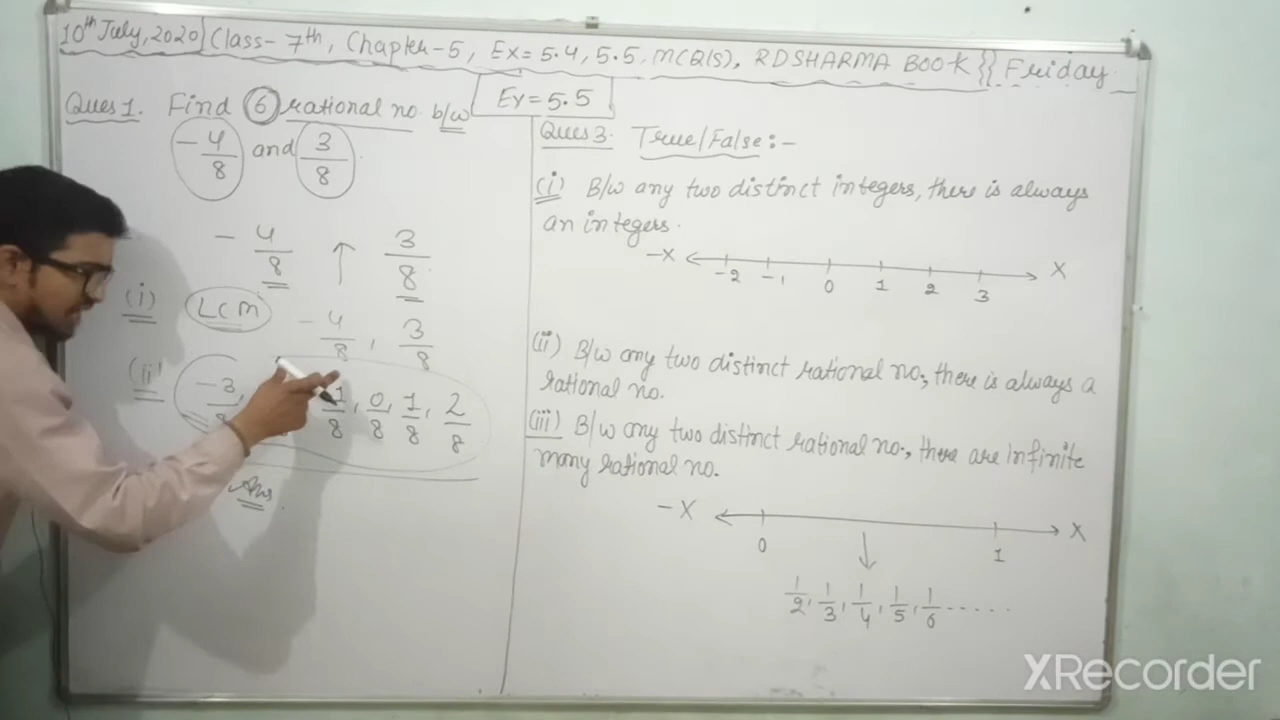 10th July, 2020 Class- 7th, Chapter-5, Ex= 5.4, 5.5, MCQ(S), RDSHARMA BOOK }} Friday
Ex= 5.5
Ques 1. Find 6 rational no. b/w
-4/8 and 3/8.
-4/8 ↑ 3/8
(i) LCM -4/8, 3/8
(ii) -3/8, 1/8, 0/8, 1/8, 2/8
Ans.
Ques 3. True/False:-
(i) B/w any two distinct integers, there is always
an integers.
-X -2 -1 0 1 2 3 X
(ii) B/w any two distinct rational no., there is always a
rational no.
(iii) B/w any two distinct rational no., there are infinite
many rational no.
-X 0 1 X
1/2, 1/3, 1/4, 1/5, 1/6 ......
XRecorder